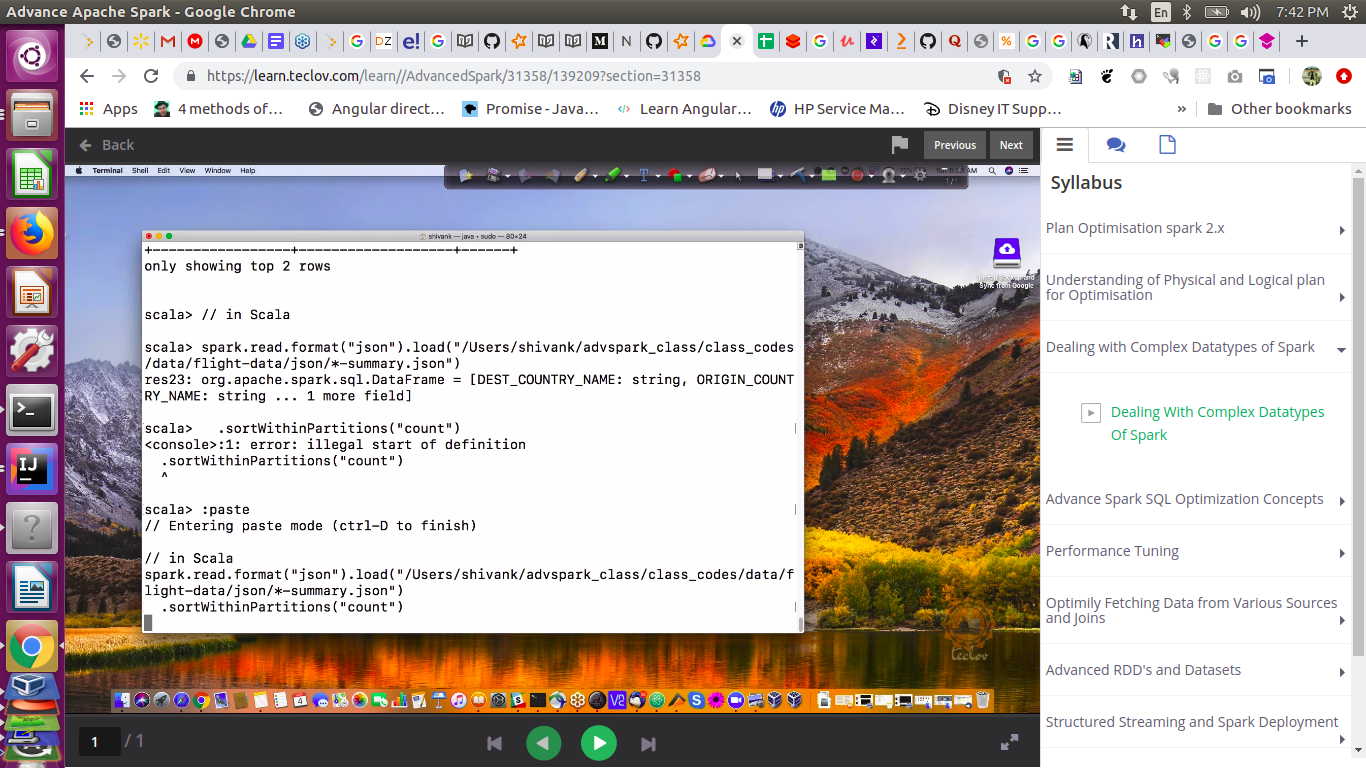 Advance Apache Spark - Google Chrome
En
7:42 PM
https://learn.teclov.com/learn//AdvancedSpark/31358/139209?section=31358
Apps
4 methods of…
Angular direct…
Promise - Java…
Learn Angular…
HP Service Ma…
Disney IT Supp…
»
Other bookmarks
Back
Previous
Next
Terminal Shell Edit View Window Help
shivank — java • sudo — 80×24
+------------------+-------------------+------+
only showing top 2 rows
scala> // in Scala
scala> spark.read.format("json").load("/Users/shivank/advspark_class/class_codes
/data/flight-data/json/*-summary.json")
res23: org.apache.spark.sql.DataFrame = [DEST_COUNTRY_NAME: string, ORIGIN_COUNT
RY_NAME: string ... 1 more field]
scala>   .sortWithinPartitions("count")
<console>:1: error: illegal start of definition
  .sortWithinPartitions("count")
  ^
scala> :paste
// Entering paste mode (ctrl-D to finish)
// in Scala
spark.read.format("json").load("/Users/shivank/advspark_class/class_codes/data/f
light-data/json/*-summary.json")
  .sortWithinPartitions("count")
Install Backup and
Sync from Google
teclov
1 / 1
Syllabus
Plan Optimisation spark 2.x
Understanding of Physical and Logical plan
for Optimisation
Dealing with Complex Datatypes of Spark
Dealing With Complex Datatypes
Of Spark
Advance Spark SQL Optimization Concepts
Performance Tuning
Optimily Fetching Data from Various Sources
and Joins
Advanced RDD's and Datasets
Structured Streaming and Spark Deployment